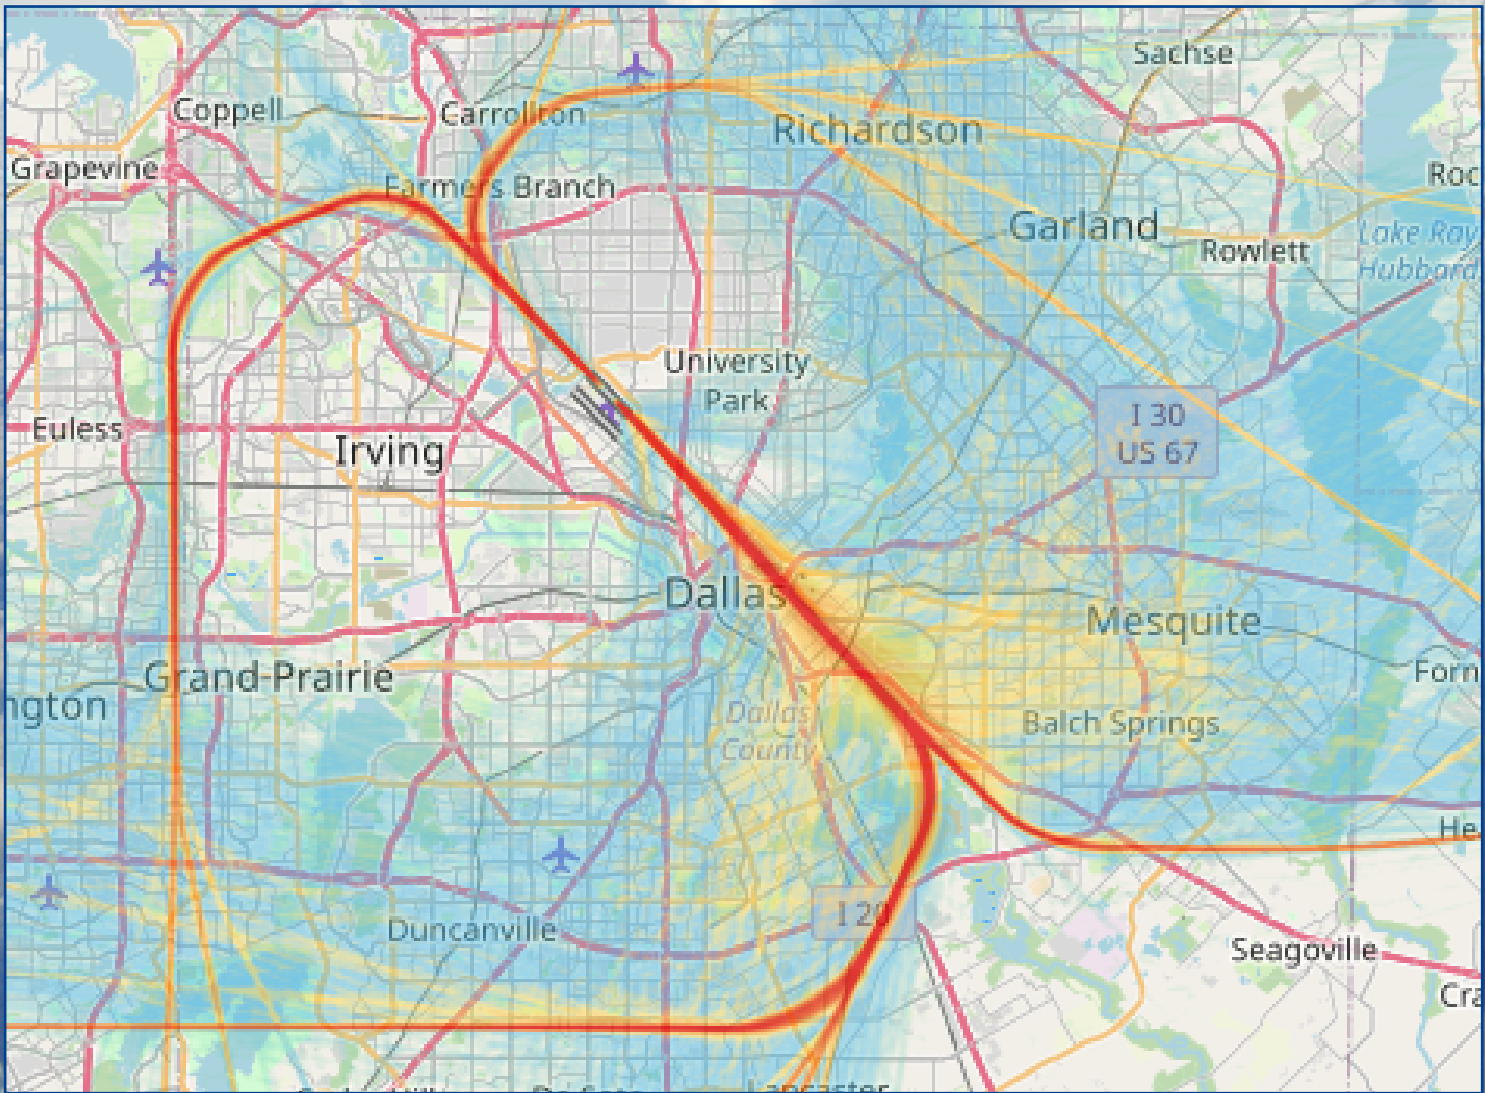 Sachse
Coppell
Carrollton
Richardson
Grapevine
Farmers Branch
Roc
Garland
Rowlett
Lake Ray
Hubbard
University
Park
I 30
US 67
Euless
Irving
Dallas
Mesquite
Grand Prairie
Forn
ngton
Dallas
County
Balch Springs
He
I 20
Duncanville
Seagoville
Cra
Lancaster